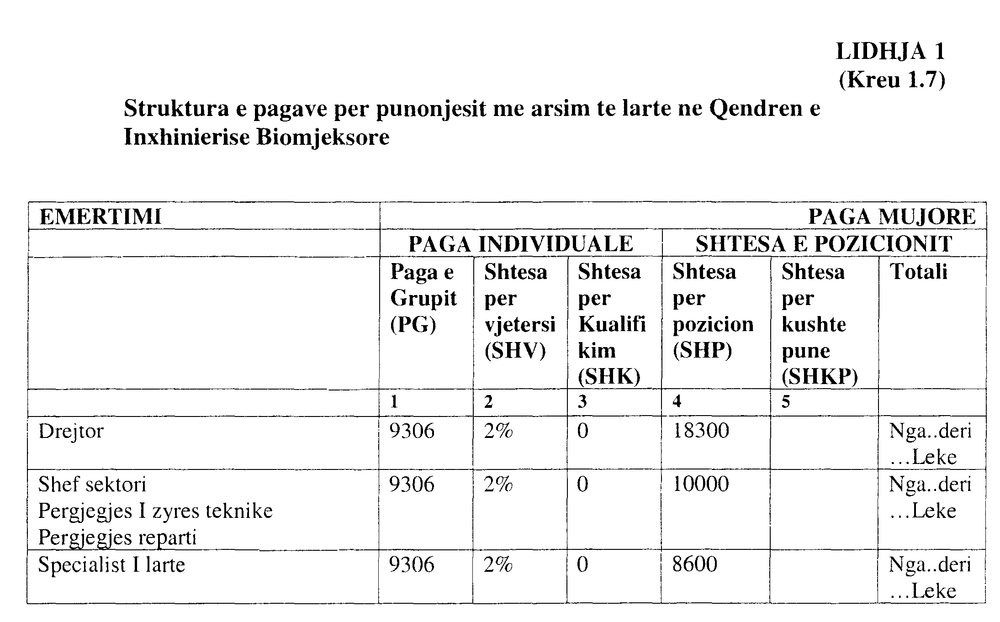 LIDHJA 1
(Kreu 1.7)
Struktura e pagave per punonjesit me arsim te larte ne Qendren e
Inxhinierise Biomjeksore
EMERTIMI PAGA MUJORE
PAGA INDIVIDUALE SHTESA E POZICIONIT
Paga e Shtesa Shtesa Shtesa Shtesa Totali
Grupit per per per per
(PG) vjetersi Kualifi pozicion kushte
(SHV) kim (SHP) pune
(SHK) (SHKP)
1 2 3 4 5
Drejtor 9306 2% 0 18300 Nga..deri
...Leke
Shef sektori 9306 2% 0 10000 Nga..deri
Pergjegjes I zyres teknike ...Leke
Pergjegjes reparti
Specialist I larte 9306 2% 0 8600 Nga..deri
...Leke